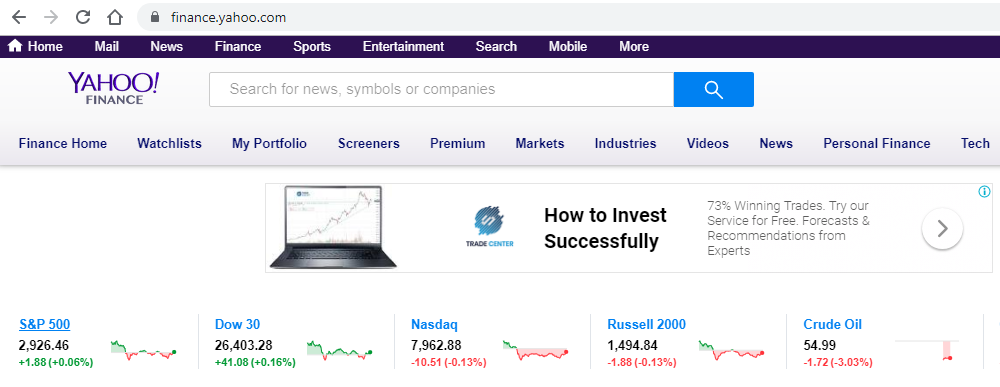 finance.yahoo.com
Home Mail News Finance Sports Entertainment Search Mobile More
YAHOO!
FINANCE
Search for news, symbols or companies
Finance Home Watchlists My Portfolio Screeners Premium Markets Industries Videos News Personal Finance Tech
TRADE CENTER
How to Invest
Successfully
73% Winning Trades. Try our
Service for Free. Forecasts &
Recommendations from
Experts
S&P 500
2,926.46
+1.88 (+0.06%)
Dow 30
26,403.28
+41.08 (+0.16%)
Nasdaq
7,962.88
-10.51 (-0.13%)
Russell 2000
1,494.84
-1.88 (-0.13%)
Crude Oil
54.99
-1.72 (-3.03%)